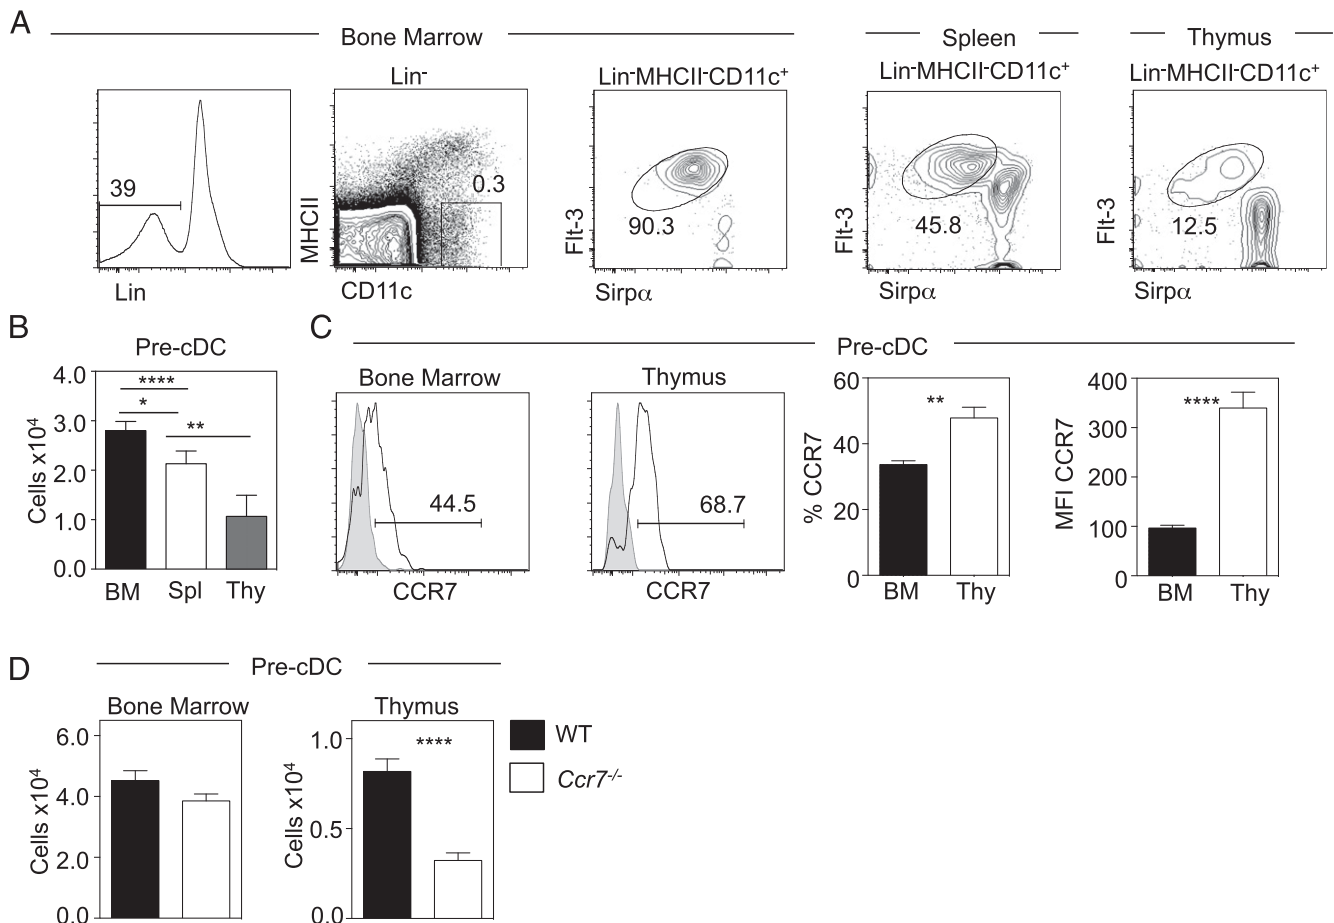 A
Bone Marrow
Spleen
Thymus
Lin⁻
Lin⁻MHCII⁻CD11c⁺
Lin⁻MHCII⁻CD11c⁺
Lin⁻MHCII⁻CD11c⁺
39
Lin
MHCII
0.3
CD11c
Flt-3
90.3
Sirpα
Flt-3
45.8
Sirpα
Flt-3
12.5
Sirpα
B
Pre-cDC
Cells x10⁴
4.0
3.0
2.0
1.0
0.0
****
*
**
BM Spl Thy
C
Pre-cDC
Bone Marrow
44.5
CCR7
Thymus
68.7
CCR7
% CCR7
60
40
20
0
**
BM Thy
MFI CCR7
400
300
200
100
0
****
BM Thy
D
Pre-cDC
Bone Marrow
Cells x10⁴
6.0
4.0
2.0
0.0
Thymus
Cells x10⁴
1.0
0.5
0.0
****
WT
Ccr7⁻/⁻